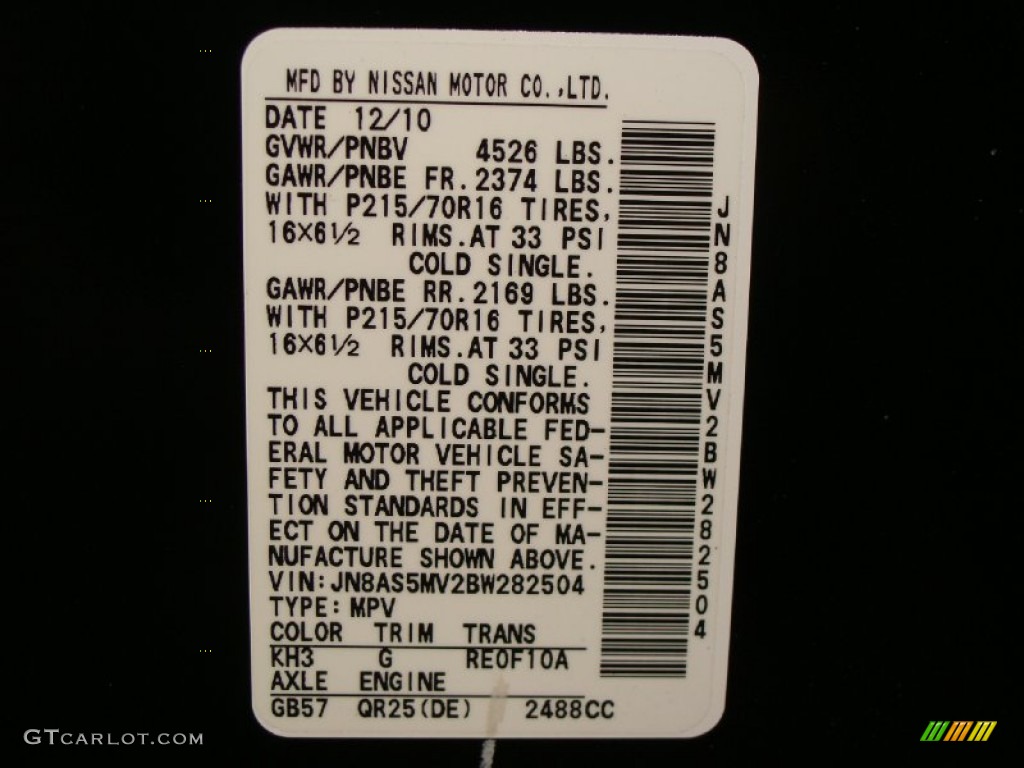 MFD BY NISSAN MOTOR CO.,LTD.
DATE 12/10
GVWR/PNBV 4526 LBS.
GAWR/PNBE FR.2374 LBS.
WITH P215/70R16 TIRES,
16X6½ RIMS.AT 33 PSI
COLD SINGLE.
GAWR/PNBE RR.2169 LBS.
WITH P215/70R16 TIRES,
16X6½ RIMS.AT 33 PSI
COLD SINGLE.
THIS VEHICLE CONFORMS
TO ALL APPLICABLE FED-
ERAL MOTOR VEHICLE SA-
FETY AND THEFT PREVEN-
TION STANDARDS IN EFF-
ECT ON THE DATE OF MA-
NUFACTURE SHOWN ABOVE.
VIN:JN8AS5MV2BW282504
TYPE:MPV
COLOR TRIM TRANS
KH3 G RE0F10A
AXLE ENGINE
GB57 QR25(DE) 2488CC
JN8AS5MV2BW282504
GTCARLOT.COM